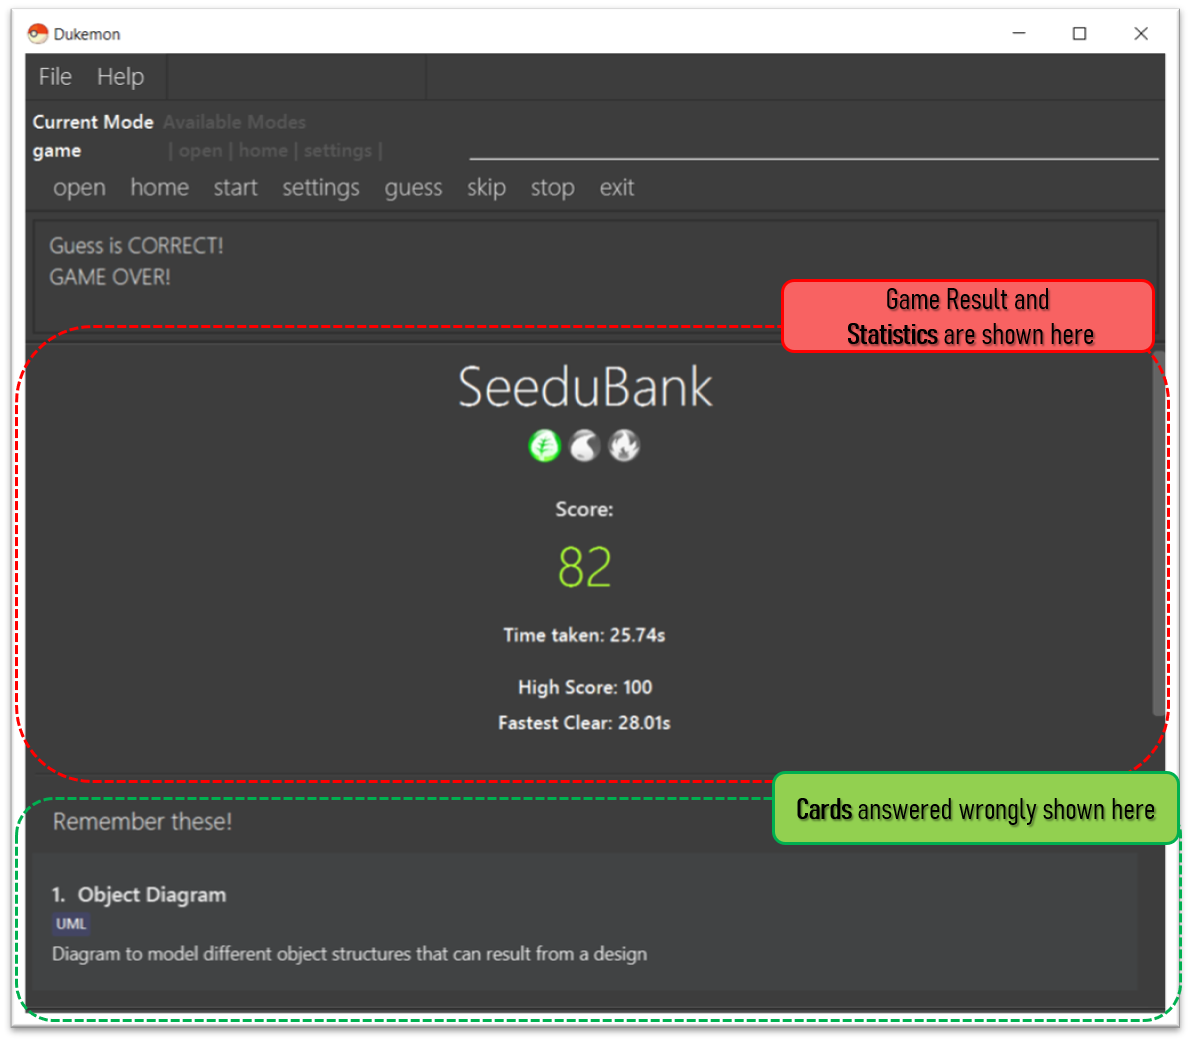 Dukemon
File Help
Current Mode Available Modes
game | open | home | settings |
open home start settings guess skip stop exit
Guess is CORRECT!
GAME OVER!
Game Result and
Statistics are shown here
SeeduBank
Score:
82
Time taken: 25.74s
High Score: 100
Fastest Clear: 28.01s
Cards answered wrongly shown here
Remember these!
1. Object Diagram
UML
Diagram to model different object structures that can result from a design